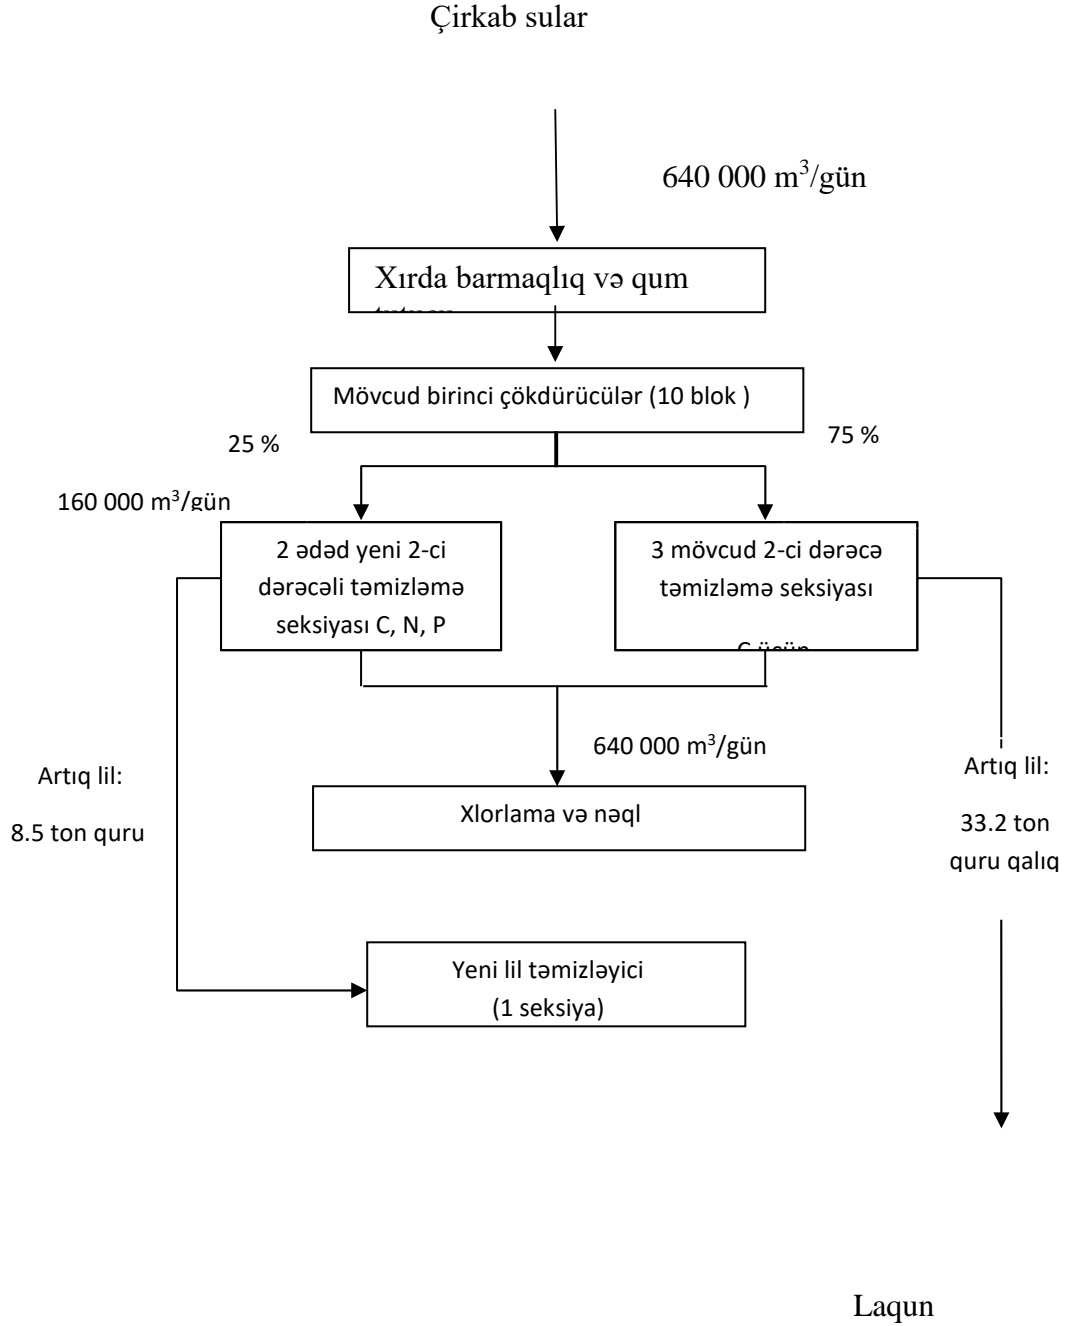 Çirkab sular
640 000 m³/gün
Xırda barmaqlıq və qum
Mövcud birinci çökdürücülər (10 blok )
25 %
75 %
160 000 m³/gün
2 ədəd yeni 2-ci
dərəcəli təmizləmə
seksiyası C, N, P
3 mövcud 2-ci dərəcə
təmizləmə seksiyası
640 000 m³/gün
Artıq lil:
8.5 ton quru
Artıq lil:
33.2 ton
quru qalıq
Xlorlama və nəql
Yeni lil təmizləyici
(1 seksiya)
Laqun